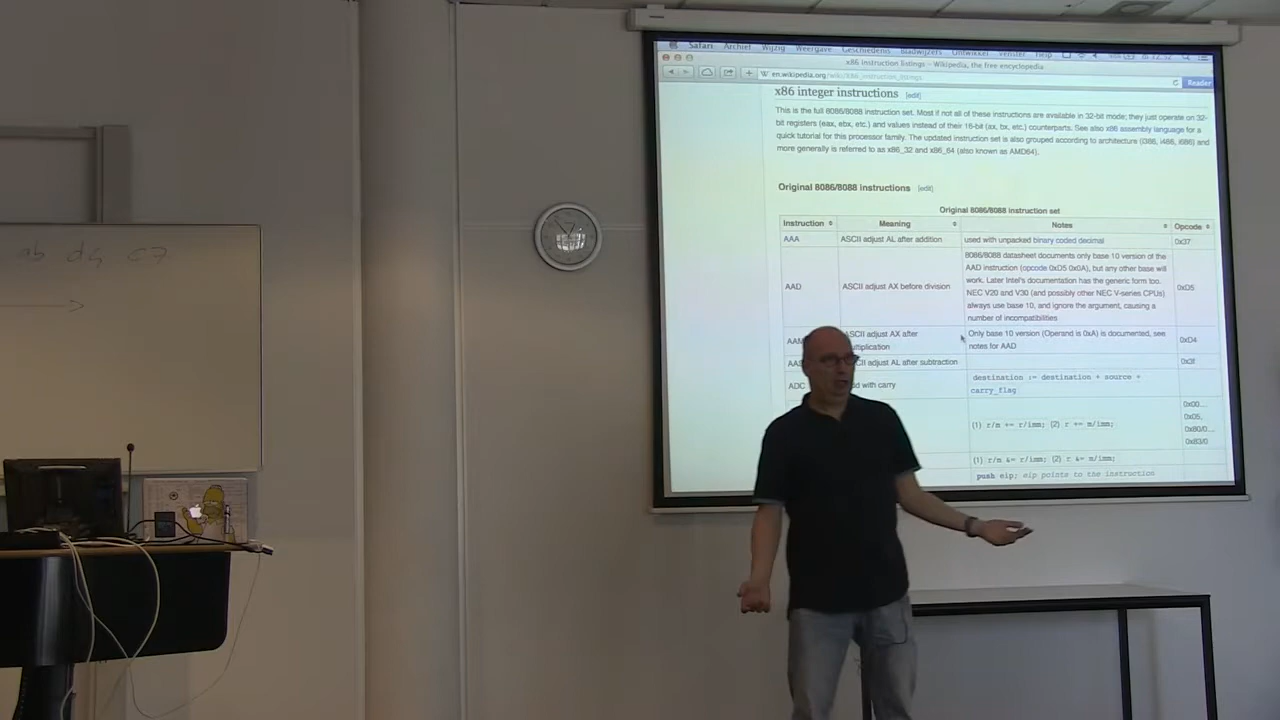 Safari Archief Wijzig Weergave Geschiedenis Bladwijzers Ontwikkel Venster Help
x86 instruction listings – Wikipedia, the free encyclopedia
en.wikipedia.org/wiki/X86_instruction_listings
Reader
x86 integer instructions [edit]
This is the full 8086/8088 instruction set. Most if not all of these instructions are available in 32-bit mode; they just operate on 32-
bit registers (eax, ebx, etc.) and values instead of their 16-bit (ax, bx, etc.) counterparts. See also x86 assembly language for a
quick tutorial for this processor family. The updated instruction set is also grouped according to architecture (i386, i486, i686) and
more generally is referred to as x86_32 and x86_64 (also known as AMD64).
Original 8086/8088 instructions [edit]
Original 8086/8088 instruction set
Instruction Meaning Notes Opcode
AAA ASCII adjust AL after addition used with unpacked binary coded decimal 0x37
8086/8088 datasheet documents only base 10 version of the
AAD instruction (opcode 0xD5 0x0A), but any other base will
work. Later Intel's documentation has the generic form too.
NEC V20 and V30 (and possibly other NEC V-series CPUs)
always use base 10, and ignore the argument, causing a
number of incompatibilities
AAD ASCII adjust AX before division 0xD5
ASCII adjust AX after
Only base 10 version (Operand is 0xA) is documented, see
notes for AAD
0xD4
ASCII adjust AL after subtraction 0x3F
ADC with carry
destination := destination + source +
carry_flag
(1) r/m += r/imm; (2) r += m/imm;
0x00...
0x05,
0x80/0...
0x83/0
(1) r/m &= r/imm; (2) r &= m/imm;
push eip; eip points to the instruction
ab d4 c7